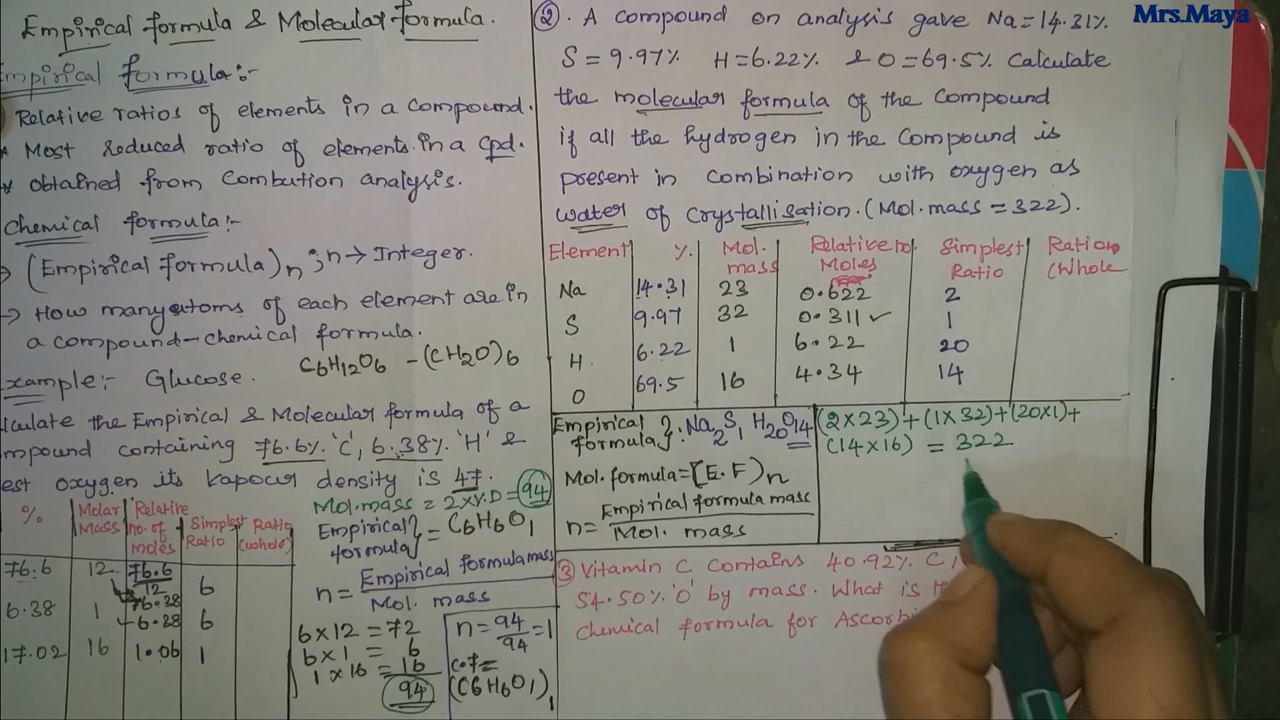 Empirical formula & Molecular formula.
Empirical formula:-
Relative ratios of elements in a compound.
* Most reduced ratio of elements in a cpd.
* obtained from Combution analysis.
Chemical formula:-
→ (Empirical formula)n ; n → Integer.
→ How many atoms of each element are in
a compound - chemical formula.
C6H12O6 - (CH2O)6
Example:- Glucose.
culate the Empirical & Molecular formula of a
mpound containing 76.6% 'C', 6.38% 'H' &
est oxygen its vapour density is 47.
Mol.mass = 2 x V.D = 94
% Molar Mass Relative no. of moles Simplest Ratio Ratio (whole)
76.6 12 76.6/12 6
6.38 1 6.38 6
17.02 16 1.06 1
Empirical formula } = C6H6O1
n = Empirical formula mass / Mol. mass
6 x 12 = 72
6 x 1 = 6
1 x 16 = 16
94
n = 94/94 = 1
(C6H6O1)1
Mrs.Maya
②. A compound on analysis gave Na = 14.31%
S = 9.97% H = 6.22% & O = 69.5% Calculate
the molecular formula of the compound
if all the hydrogen in the compound is
present in combination with oxygen as
water of crystallisation. (Mol. mass = 322).
Element % Mol. mass Relative no. Moles Simplest Ratio Ratio (Whole
Na 14.31 23 0.622 2
S 9.97 32 0.311 ✓ 1
H. 6.22 1 6.22 20
O 69.5 16 4.34 14
Empirical formula } : Na2S1H20O14
Mol. formula = [E.F)n
n = Empirical formula mass / Mol. mass
(2x23)+(1x32)+(20x1)+
(14x16) = 322
③ Vitamin C contains 40.92% C,
54.50% 'O' by mass. What is
chemical formula for